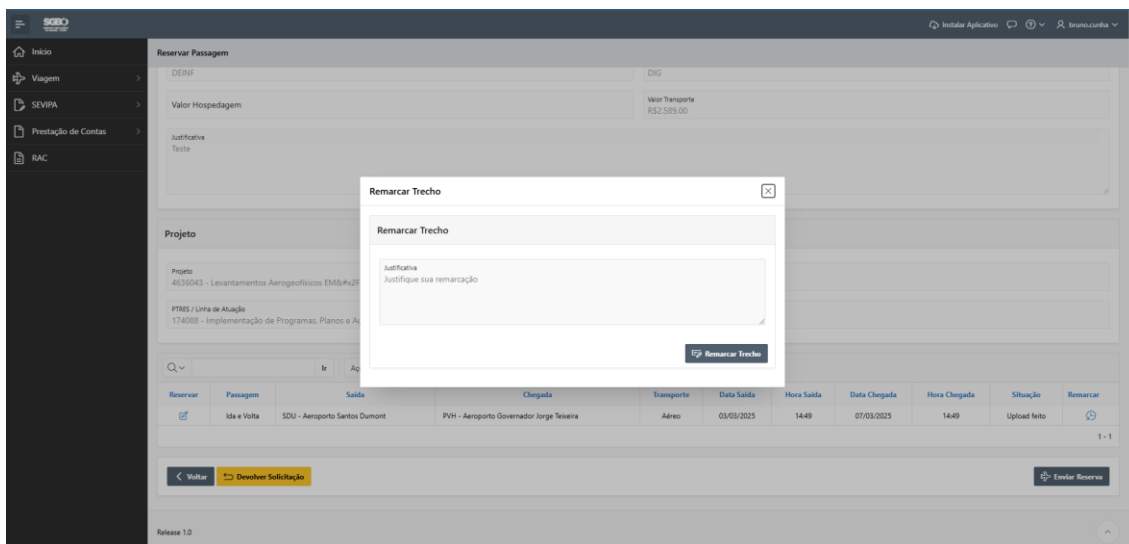 SGBO
Instalar Aplicativo
bruno.cunha
Início
Viagem
SEVIPA
Prestação de Contas
RAC
Reservar Passagem
DEINF
DIG
Valor Hospedagem
Valor Transporte
R$2.589.00
Justificativa
Teste
Remarcar Trecho
Remarcar Trecho
Justificativa
Justifique sua remarcação
Remarcar Trecho
Projeto
Projeto
4636043 - Levantamentos Aerogeofísicos EM&#x2F
PTRES / Linha de Atuação
174088 - Implementação de Programas, Planos e
Ir
Reservar Passagem Saída Chegada Transporte Data Saída Hora Saída Data Chegada Hora Chegada Situação Remarcar
Ida e Volta SDU - Aeroporto Santos Dumont PVH - Aeroporto Governador Jorge Teixeira Aéreo 03/03/2025 14:49 07/03/2025 14:49 Upload feito
1 - 1
Voltar
Devolver Solicitação
Enviar Reserva
Release 1.0